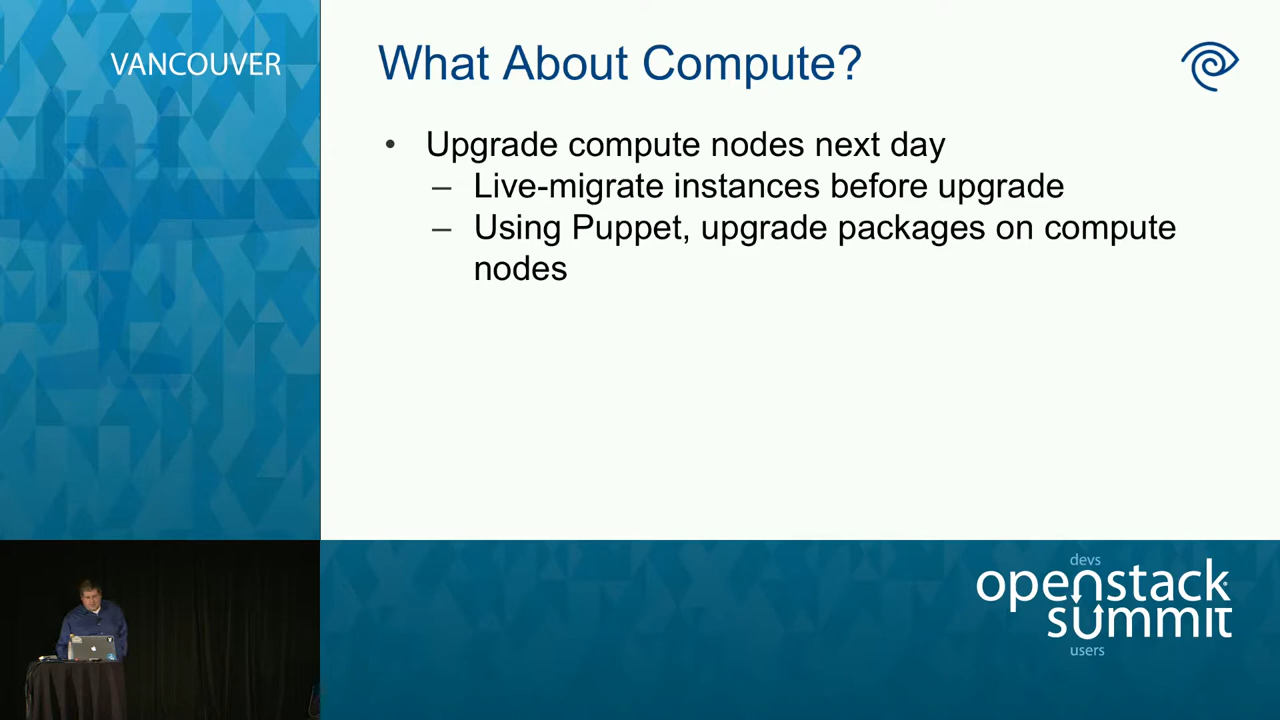 VANCOUVER
What About Compute?
• Upgrade compute nodes next day
– Live-migrate instances before upgrade
– Using Puppet, upgrade packages on compute
nodes
devs
openstack
summit
users